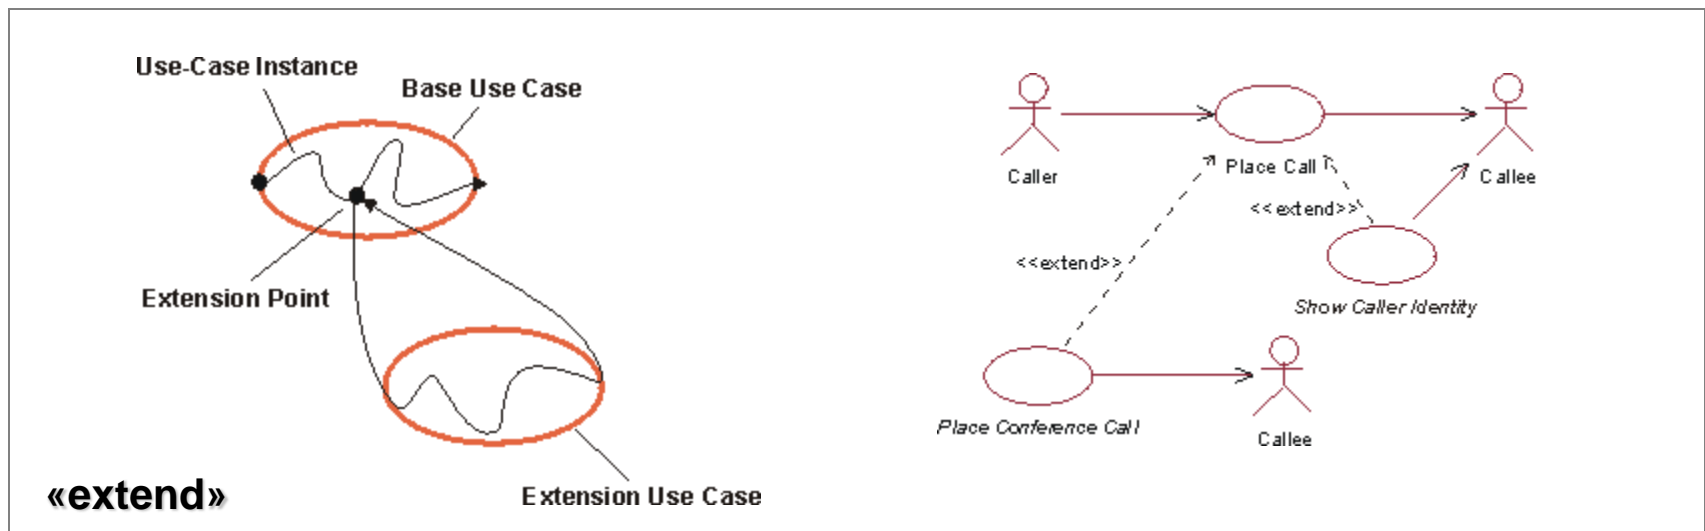 Use-Case Instance
Base Use Case
Extension Point
Extension Use Case
«extend»
Caller
Place Call
Callee
<<extend>>
<<extend>>
Show Caller Identity
Place Conference Call
Callee